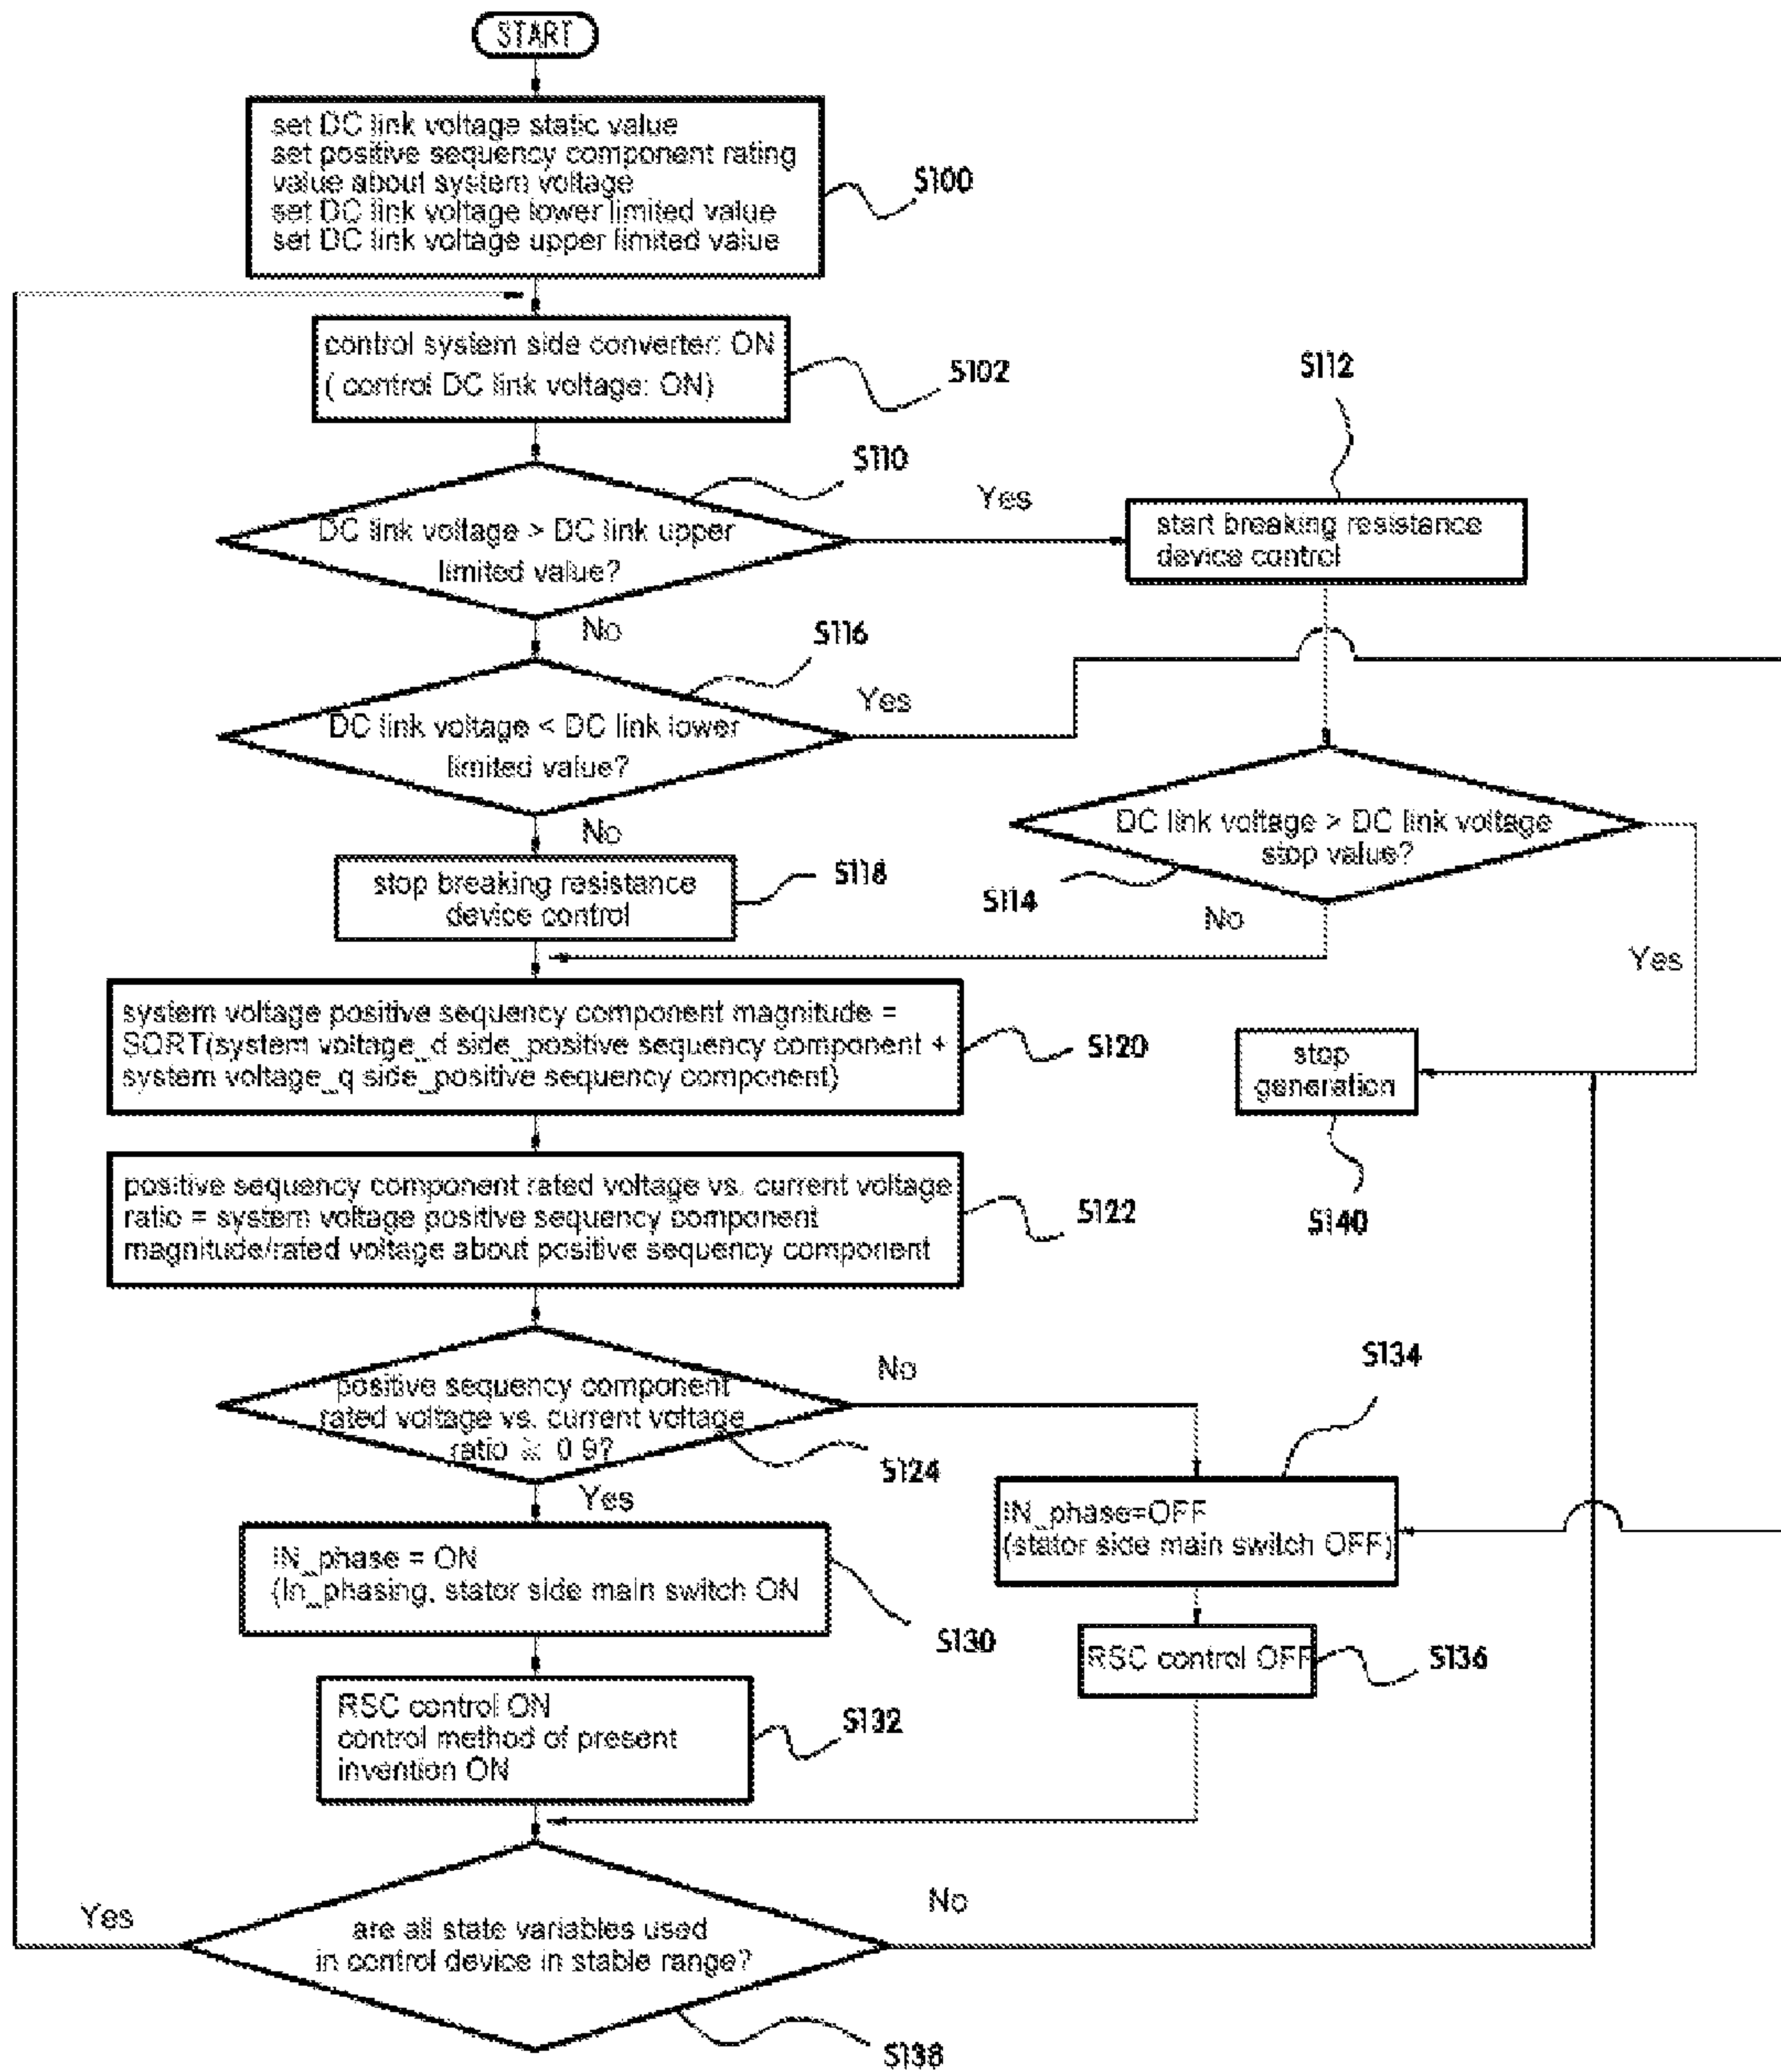 START
set DC link voltage static value
set positive sequency component rating
value about system voltage
set DC link voltage lower limited value
set DC link voltage upper limited value
S100
control system side converter: ON
( control DC link voltage: ON)
S102
S110
DC link voltage > DC link upper
limited value?
Yes
S112
start breaking resistance
device control
No
S116
DC link voltage < DC link lower
limited value?
Yes
No
DC link voltage > DC link voltage
stop value?
S114
No
Yes
stop breaking resistance
device control
S118
system voltage positive sequency component magnitude =
SQRT(system voltage_d side_positive sequency component +
system voltage_q side_positive sequency component)
S120
stop
generation
S140
positive sequency component rated voltage vs. current voltage
ratio = system voltage positive sequency component
magnitude/rated voltage about positive sequency component
S122
positive sequency component
rated voltage vs. current voltage
ratio ≥ 0.9?
S124
No
Yes
S134
IN_phase=OFF
(stator side main switch OFF)
IN_phase = ON
(In_phasing, stator side main switch ON
S130
RSC control OFF
S136
RSC control ON
control method of present
invention ON
S132
are all state variables used
in control device in stable range?
Yes
No
S138